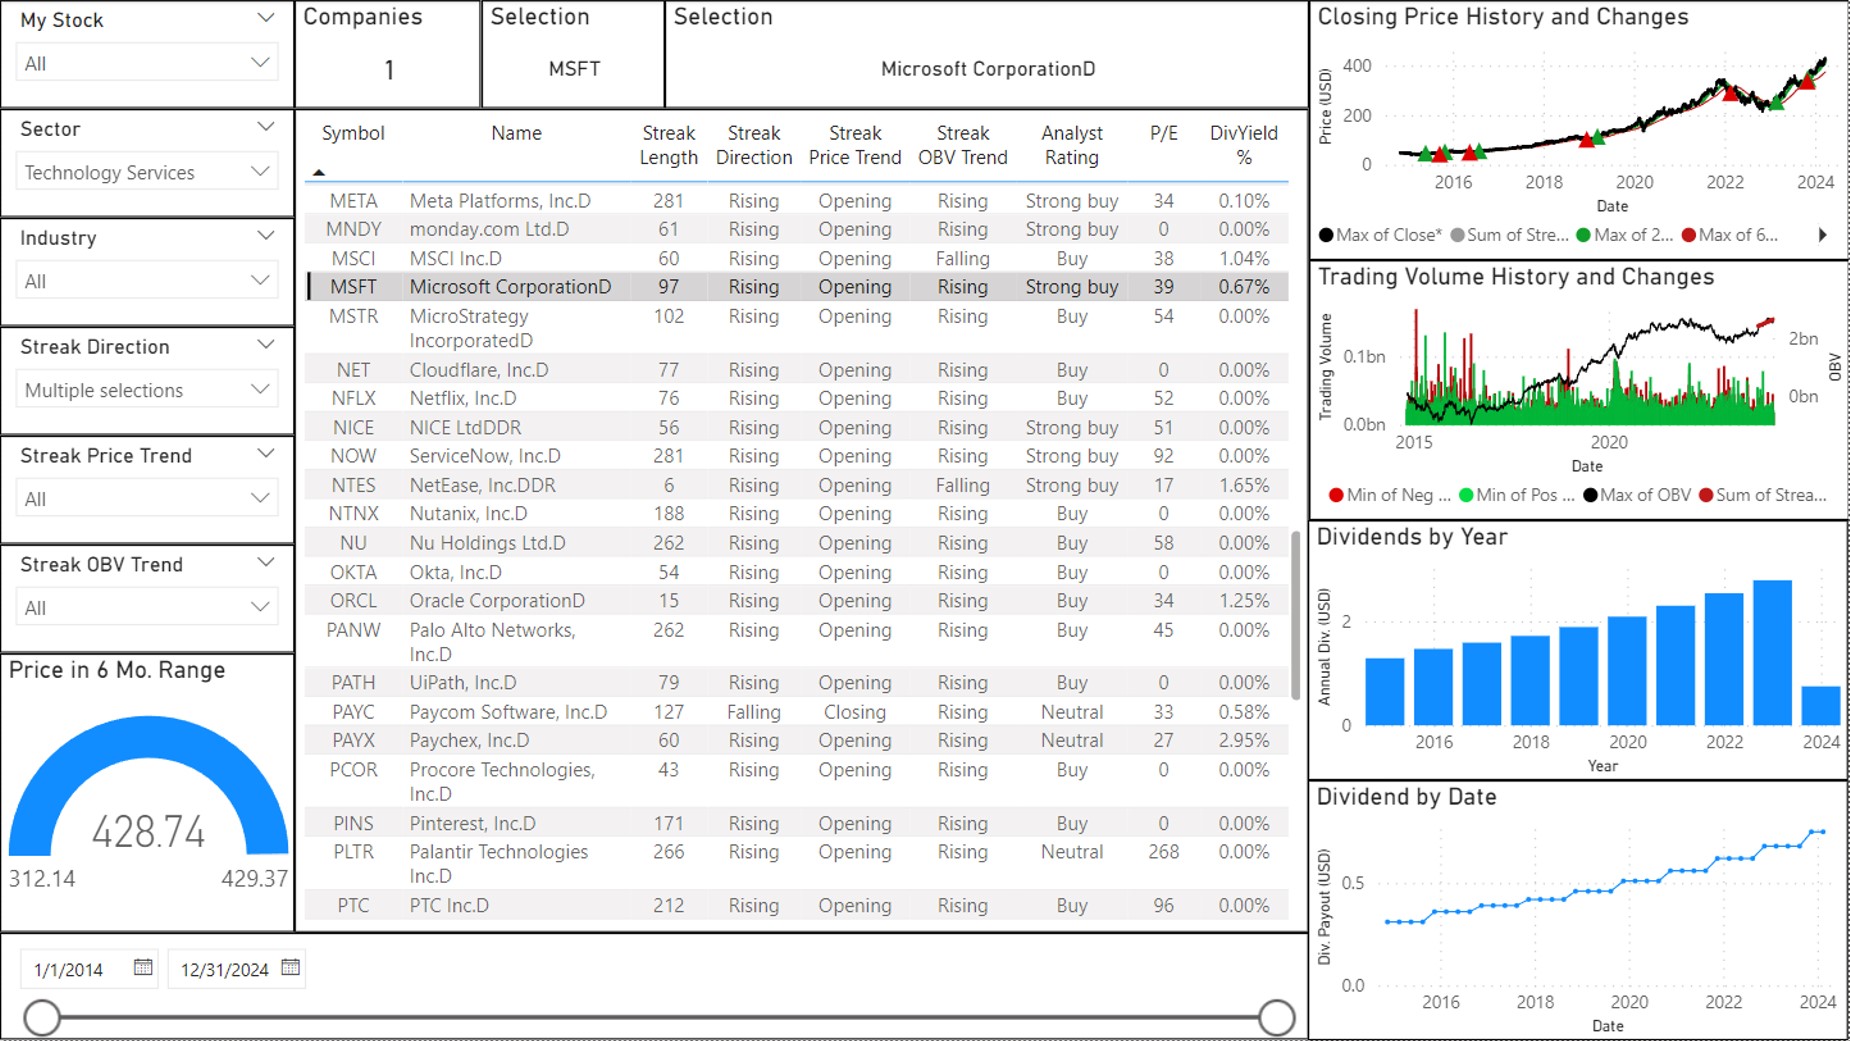 My Stock
All
Companies
1
Selection
MSFT
Selection
Microsoft CorporationD
Sector
Technology Services
Industry
All
Streak Direction
Multiple selections
Streak Price Trend
All
Streak OBV Trend
All
Price in 6 Mo. Range
428.74
312.14 429.37
Symbol Name Streak Length Streak Direction Streak Price Trend Streak OBV Trend Analyst Rating P/E DivYield %
META Meta Platforms, Inc.D 281 Rising Opening Rising Strong buy 34 0.10%
MNDY monday.com Ltd.D 61 Rising Opening Rising Strong buy 0 0.00%
MSCI MSCI Inc.D 60 Rising Opening Falling Buy 38 1.04%
MSFT Microsoft CorporationD 97 Rising Opening Rising Strong buy 39 0.67%
MSTR MicroStrategy IncorporatedD 102 Rising Opening Rising Buy 54 0.00%
NET Cloudflare, Inc.D 77 Rising Opening Rising Buy 0 0.00%
NFLX Netflix, Inc.D 76 Rising Opening Rising Buy 52 0.00%
NICE NICE LtdDDR 56 Rising Opening Rising Strong buy 51 0.00%
NOW ServiceNow, Inc.D 281 Rising Opening Rising Strong buy 92 0.00%
NTES NetEase, Inc.DDR 6 Rising Opening Falling Strong buy 17 1.65%
NTNX Nutanix, Inc.D 188 Rising Opening Rising Buy 0 0.00%
NU Nu Holdings Ltd.D 262 Rising Opening Rising Buy 58 0.00%
OKTA Okta, Inc.D 54 Rising Opening Rising Buy 0 0.00%
ORCL Oracle CorporationD 15 Rising Opening Rising Buy 34 1.25%
PANW Palo Alto Networks, Inc.D 262 Rising Opening Rising Buy 45 0.00%
PATH UiPath, Inc.D 79 Rising Opening Rising Buy 0 0.00%
PAYC Paycom Software, Inc.D 127 Falling Closing Rising Neutral 33 0.58%
PAYX Paychex, Inc.D 60 Rising Opening Rising Neutral 27 2.95%
PCOR Procore Technologies, Inc.D 43 Rising Opening Rising Buy 0 0.00%
PINS Pinterest, Inc.D 171 Rising Opening Rising Buy 0 0.00%
PLTR Palantir Technologies Inc.D 266 Rising Opening Rising Neutral 268 0.00%
PTC PTC Inc.D 212 Rising Opening Rising Buy 96 0.00%
1/1/2014 12/31/2024
Closing Price History and Changes
Price (USD)
400
200
0
2016 2018 2020 2022 2024
Date
Max of Close* Sum of Stre... Max of 2... Max of 6...
Trading Volume History and Changes
Trading Volume
0.1bn
0.0bn
2bn
0bn
OBV
2015 2020
Date
Min of Neg ... Min of Pos ... Max of OBV Sum of Strea...
Dividends by Year
Annual Div. (USD)
2
0
2016 2018 2020 2022 2024
Year
Dividend by Date
Div. Payout (USD)
0.5
0.0
2016 2018 2020 2022 2024
Date